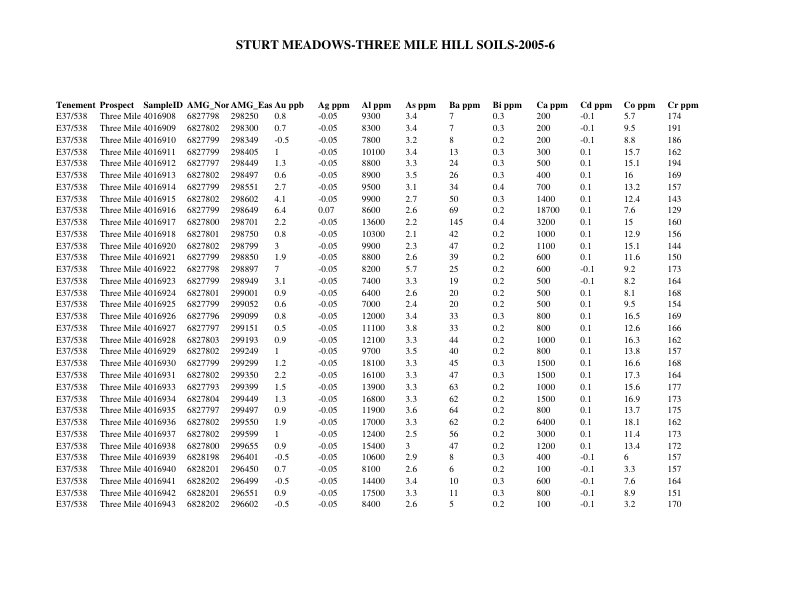 STURT MEADOWS-THREE MILE HILL SOILS-2005-6
Tenement Prospect SampleID AMG_Nor AMG_Eas Au ppb Ag ppm Al ppm As ppm Ba ppm Bi ppm Ca ppm Cd ppm Co ppm Cr ppm
E37/538 Three Mile 4016908 6827798 298250 0.8 -0.05 9300 3.4 7 0.3 200 -0.1 5.7 174
E37/538 Three Mile 4016909 6827802 298300 0.7 -0.05 8300 3.4 7 0.3 200 -0.1 9.5 191
E37/538 Three Mile 4016910 6827799 298349 -0.5 -0.05 7800 3.2 8 0.2 200 -0.1 8.8 186
E37/538 Three Mile 4016911 6827799 298405 1 -0.05 10100 3.4 13 0.3 300 0.1 15.7 162
E37/538 Three Mile 4016912 6827797 298449 1.3 -0.05 8800 3.3 24 0.3 500 0.1 15.1 194
E37/538 Three Mile 4016913 6827802 298497 0.6 -0.05 8900 3.5 26 0.3 400 0.1 16 169
E37/538 Three Mile 4016914 6827799 298551 2.7 -0.05 9500 3.1 34 0.4 700 0.1 13.2 157
E37/538 Three Mile 4016915 6827802 298602 4.1 -0.05 9900 2.7 50 0.3 1400 0.1 12.4 143
E37/538 Three Mile 4016916 6827799 298649 6.4 0.07 8600 2.6 69 0.2 18700 0.1 7.6 129
E37/538 Three Mile 4016917 6827800 298701 2.2 -0.05 13600 2.2 145 0.4 3200 0.1 15 160
E37/538 Three Mile 4016918 6827801 298750 0.8 -0.05 10300 2.1 42 0.2 1000 0.1 12.9 156
E37/538 Three Mile 4016920 6827802 298799 3 -0.05 9900 2.3 47 0.2 1100 0.1 15.1 144
E37/538 Three Mile 4016921 6827799 298850 1.9 -0.05 8800 2.6 39 0.2 600 0.1 11.6 150
E37/538 Three Mile 4016922 6827798 298897 7 -0.05 8200 5.7 25 0.2 600 -0.1 9.2 173
E37/538 Three Mile 4016923 6827799 298949 3.1 -0.05 7400 3.3 19 0.2 500 -0.1 8.2 164
E37/538 Three Mile 4016924 6827801 299001 0.9 -0.05 6400 2.6 20 0.2 500 0.1 8.1 168
E37/538 Three Mile 4016925 6827799 299052 0.6 -0.05 7000 2.4 20 0.2 500 0.1 9.5 154
E37/538 Three Mile 4016926 6827796 299099 0.8 -0.05 12000 3.4 33 0.3 800 0.1 16.5 169
E37/538 Three Mile 4016927 6827797 299151 0.5 -0.05 11100 3.8 33 0.2 800 0.1 12.6 166
E37/538 Three Mile 4016928 6827803 299193 0.9 -0.05 12100 3.3 44 0.2 1000 0.1 16.3 162
E37/538 Three Mile 4016929 6827802 299249 1 -0.05 9700 3.5 40 0.2 800 0.1 13.8 157
E37/538 Three Mile 4016930 6827799 299299 1.2 -0.05 18100 3.3 45 0.3 1500 0.1 16.6 168
E37/538 Three Mile 4016931 6827802 299350 2.2 -0.05 16100 3.3 47 0.3 1500 0.1 17.3 164
E37/538 Three Mile 4016933 6827793 299399 1.5 -0.05 13900 3.3 63 0.2 1000 0.1 15.6 177
E37/538 Three Mile 4016934 6827804 299449 1.3 -0.05 16800 3.3 62 0.2 1500 0.1 16.9 173
E37/538 Three Mile 4016935 6827797 299497 0.9 -0.05 11900 3.6 64 0.2 800 0.1 13.7 175
E37/538 Three Mile 4016936 6827802 299550 1.9 -0.05 17000 3.3 62 0.2 6400 0.1 18.1 162
E37/538 Three Mile 4016937 6827802 299599 1 -0.05 12400 2.5 56 0.2 3000 0.1 11.4 173
E37/538 Three Mile 4016938 6827800 299655 0.9 -0.05 15400 3 47 0.2 1200 0.1 13.4 172
E37/538 Three Mile 4016939 6828198 296401 -0.5 -0.05 10600 2.9 8 0.3 400 -0.1 6 157
E37/538 Three Mile 4016940 6828201 296450 0.7 -0.05 8100 2.6 6 0.2 100 -0.1 3.3 157
E37/538 Three Mile 4016941 6828202 296499 -0.5 -0.05 14400 3.4 10 0.3 600 -0.1 7.6 164
E37/538 Three Mile 4016942 6828201 296551 0.9 -0.05 17500 3.3 11 0.3 800 -0.1 8.9 151
E37/538 Three Mile 4016943 6828202 296602 -0.5 -0.05 8400 2.6 5 0.2 100 -0.1 3.2 170